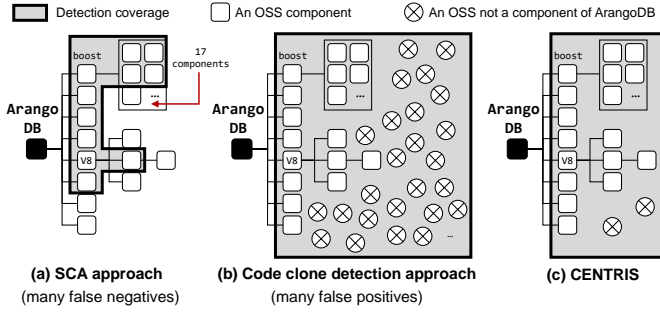 Detection coverage
An OSS component
An OSS not a component of ArangoDB
boost
17
components
...
Arango
DB
V8
(a) SCA approach
(many false negatives)
boost
...
Arango
DB
V8
...
(b) Code clone detection approach
(many false positives)
boost
...
Arango
DB
V8
(c) CENTRIS